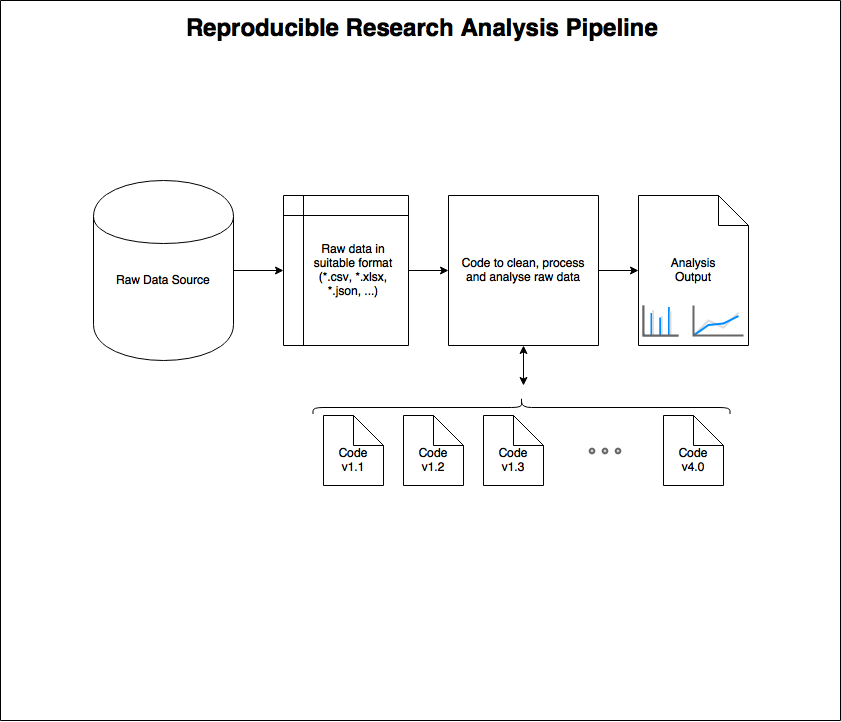 Reproducible Research Analysis Pipeline
Raw Data Source
Raw data in
suitable format
(*.csv, *.xlsx,
*.json, ...)
Code to clean, process
and analyse raw data
Analysis
Output
Code
v1.1
Code
v1.2
Code
v1.3
Code
v4.0